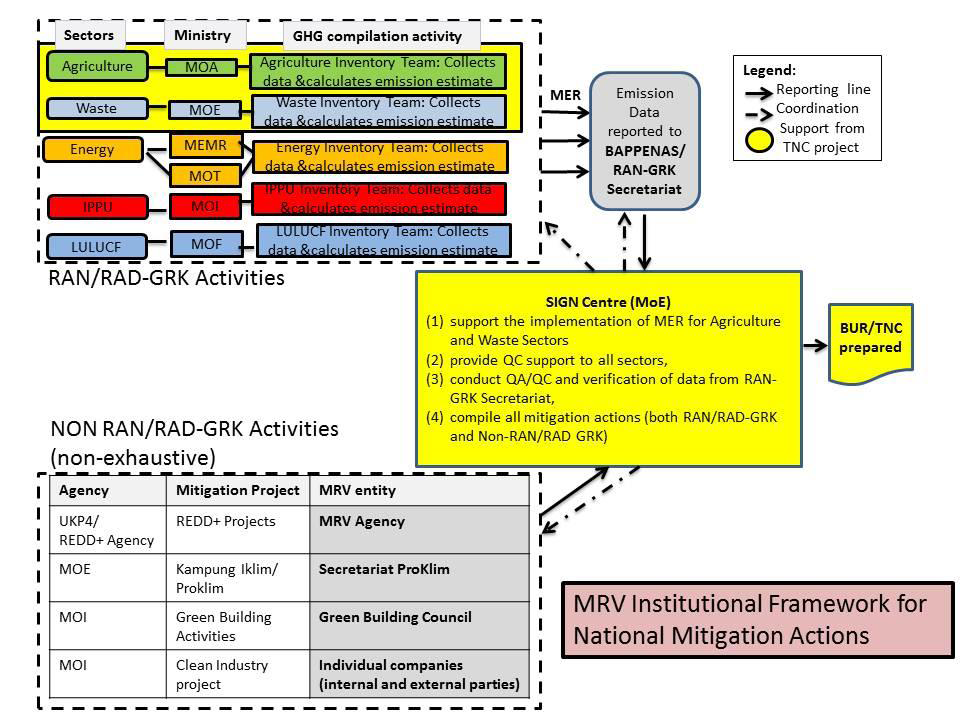 Sectors Ministry GHG compilation activity
Agriculture MOA Agriculture Inventory Team: Collects
data &calculates emission estimate
Waste MOE Waste Inventory Team: Collects
data &calculates emission estimate
Energy MEMR Energy Inventory Team: Collects
MOT data &calculates emission estimate
IPPU MOI IPPU Inventory Team: Collects data
&calculates emission estimate
LULUCF MOF LULUCF Inventory Team: Collects
data &calculates emission estimate
RAN/RAD-GRK Activities
MER
Emission
Data
reported to
BAPPENAS/
RAN-GRK
Secretariat
Legend:
Reporting line
Coordination
Support from
TNC project
SIGN Centre (MoE)
(1) support the implementation of MER for Agriculture
and Waste Sectors
(2) provide QC support to all sectors,
(3) conduct QA/QC and verification of data from RAN-
GRK Secretariat,
(4) compile all mitigation actions (both RAN/RAD-GRK
and Non-RAN/RAD GRK)
BUR/TNC
prepared
NON RAN/RAD-GRK Activities
(non-exhaustive)
Agency Mitigation Project MRV entity
UKP4/ REDD+ Projects MRV Agency
REDD+ Agency
MOE Kampung Iklim/ Secretariat ProKlim
Proklim
MOI Green Building Green Building Council
Activities
MOI Clean Industry Individual companies
project (internal and external parties)
MRV Institutional Framework for
National Mitigation Actions